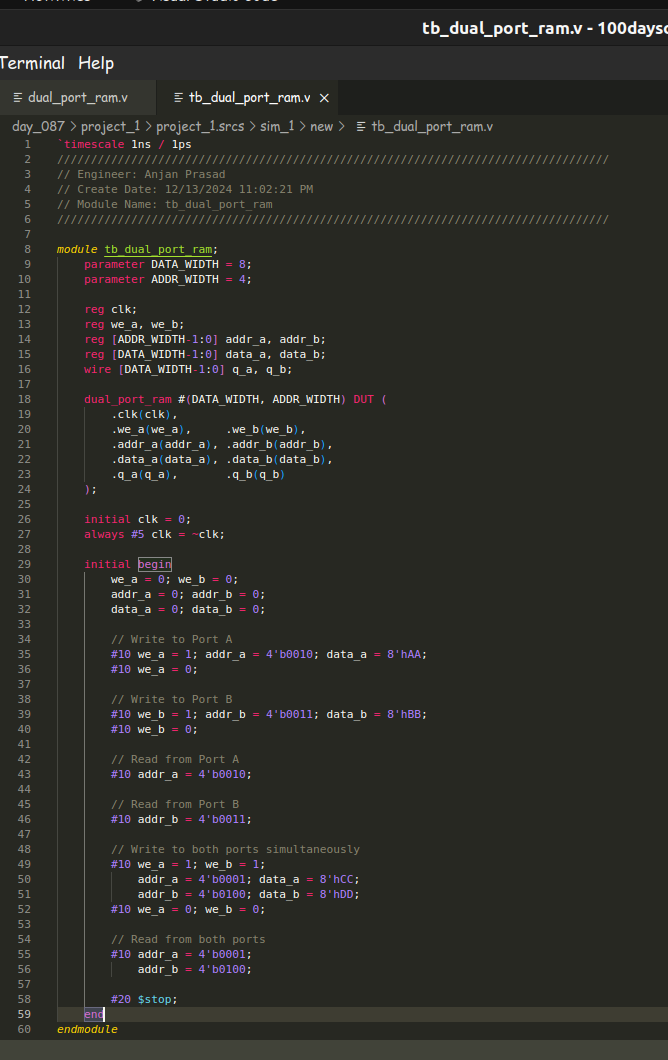 tb_dual_port_ram.v - 100dayso
Terminal Help
dual_port_ram.v tb_dual_port_ram.v ×
day_087 > project_1 > project_1.srcs > sim_1 > new > tb_dual_port_ram.v
1 `timescale 1ns / 1ps
2 //////////////////////////////////////////////////////////////////////////////////
3 // Engineer: Anjan Prasad
4 // Create Date: 12/13/2024 11:02:21 PM
5 // Module Name: tb_dual_port_ram
6 //////////////////////////////////////////////////////////////////////////////////
7
8 module tb_dual_port_ram;
9     parameter DATA_WIDTH = 8;
10     parameter ADDR_WIDTH = 4;
11
12     reg clk;
13     reg we_a, we_b;
14     reg [ADDR_WIDTH-1:0] addr_a, addr_b;
15     reg [DATA_WIDTH-1:0] data_a, data_b;
16     wire [DATA_WIDTH-1:0] q_a, q_b;
17
18     dual_port_ram #(DATA_WIDTH, ADDR_WIDTH) DUT (
19         .clk(clk),
20         .we_a(we_a),     .we_b(we_b),
21         .addr_a(addr_a), .addr_b(addr_b),
22         .data_a(data_a), .data_b(data_b),
23         .q_a(q_a),       .q_b(q_b)
24     );
25
26     initial clk = 0;
27     always #5 clk = ~clk;
28
29     initial begin
30         we_a = 0; we_b = 0;
31         addr_a = 0; addr_b = 0;
32         data_a = 0; data_b = 0;
33
34         // Write to Port A
35         #10 we_a = 1; addr_a = 4'b0010; data_a = 8'hAA;
36         #10 we_a = 0;
37
38         // Write to Port B
39         #10 we_b = 1; addr_b = 4'b0011; data_b = 8'hBB;
40         #10 we_b = 0;
41
42         // Read from Port A
43         #10 addr_a = 4'b0010;
44
45         // Read from Port B
46         #10 addr_b = 4'b0011;
47
48         // Write to both ports simultaneously
49         #10 we_a = 1; we_b = 1;
50             addr_a = 4'b0001; data_a = 8'hCC;
51             addr_b = 4'b0100; data_b = 8'hDD;
52         #10 we_a = 0; we_b = 0;
53
54         // Read from both ports
55         #10 addr_a = 4'b0001;
56             addr_b = 4'b0100;
57
58         #20 $stop;
59     end
60 endmodule